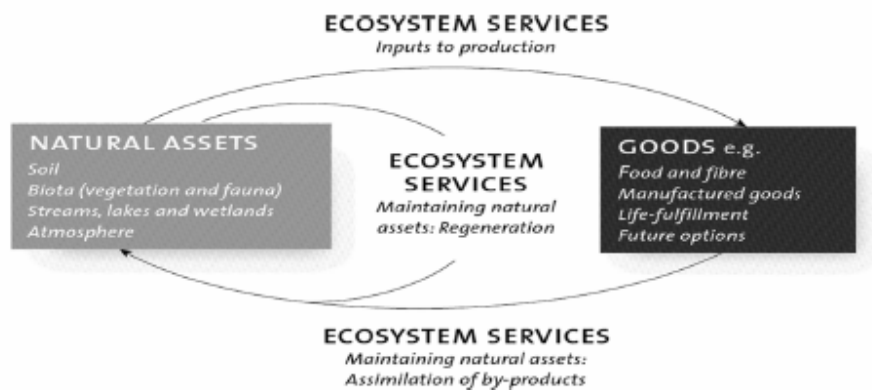 ECOSYSTEM SERVICES
Inputs to production
NATURAL ASSETS
Soil
Biota (vegetation and fauna)
Streams, lakes and wetlands
Atmosphere
ECOSYSTEM
SERVICES
Maintaining natural
assets: Regeneration
GOODS e.g.
Food and fibre
Manufactured goods
Life-fulfillment
Future options
ECOSYSTEM SERVICES
Maintaining natural assets:
Assimilation of by-products